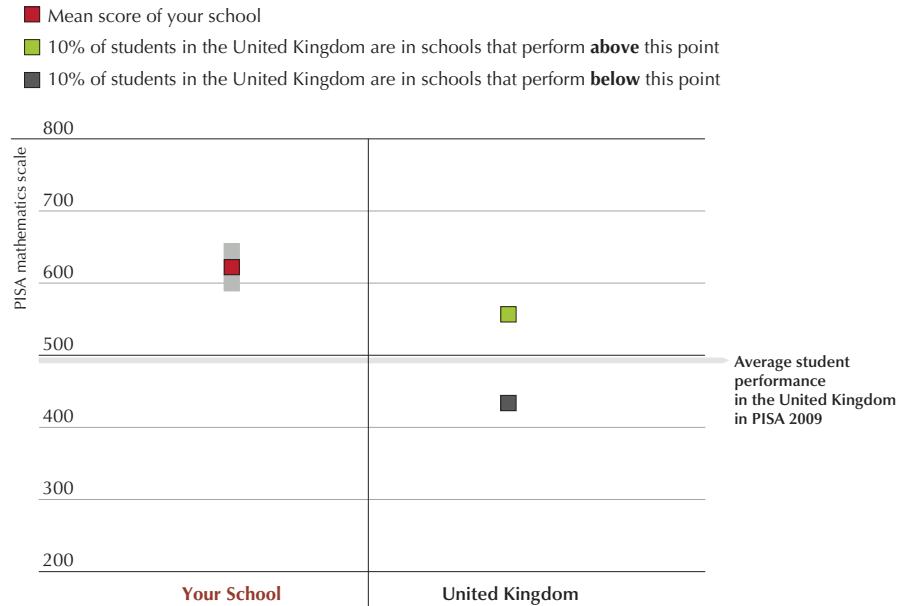 Mean score of your school
10% of students in the United Kingdom are in schools that perform above this point
10% of students in the United Kingdom are in schools that perform below this point
PISA mathematics scale
800
700
600
500
400
300
200
Average student
performance
in the United Kingdom
in PISA 2009
Your School
United Kingdom